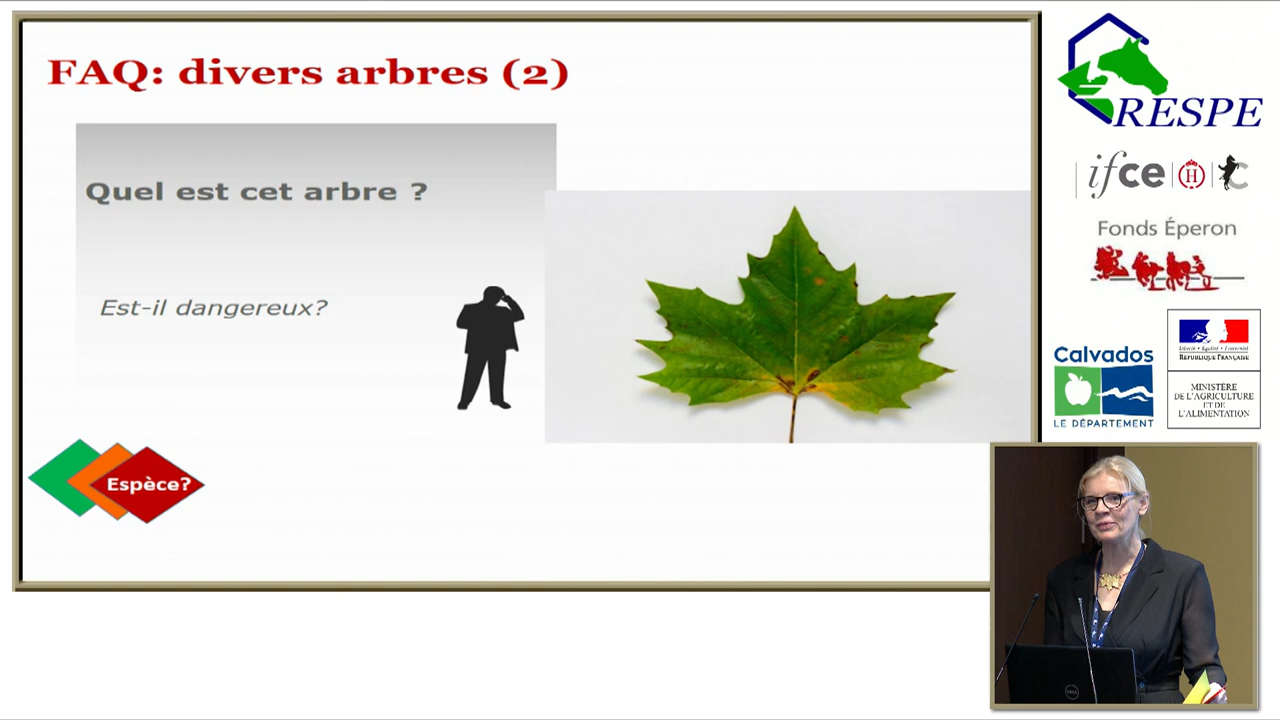 FAQ: divers arbres (2)
Quel est cet arbre ?
Est-il dangereux?
Espèce?
RESPE
ifce
H
C
Fonds Éperon
Calvados
LE DÉPARTEMENT
Liberté • Égalité • Fraternité
RÉPUBLIQUE FRANÇAISE
MINISTÈRE
DE L'AGRICULTURE
ET DE
L'ALIMENTATION
DELL